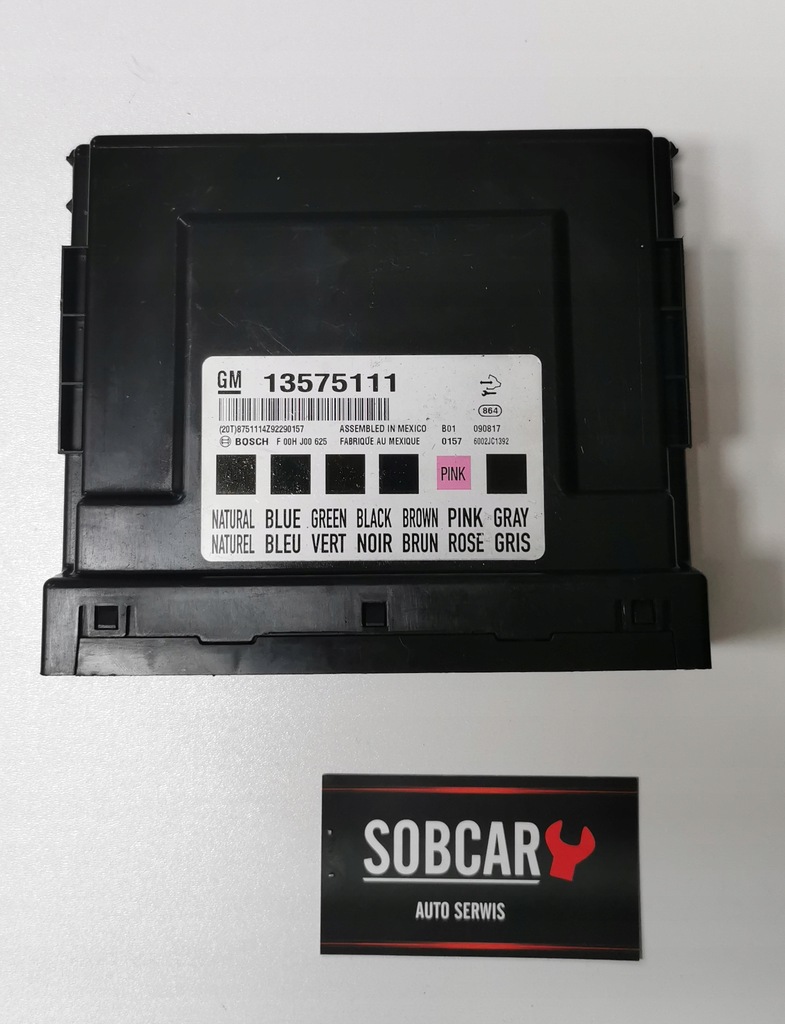 GM 13575111
864
(20T)8751114Z92290157 ASSEMBLED IN MEXICO B01 090817
BOSCH F 00H J00 625 FABRIQUÉ AU MEXIQUE 0157 6002JC1392
PINK
NATURAL BLUE GREEN BLACK BROWN PINK GRAY
NATUREL BLEU VERT NOIR BRUN ROSE GRIS
SOBCAR
AUTO SERWIS